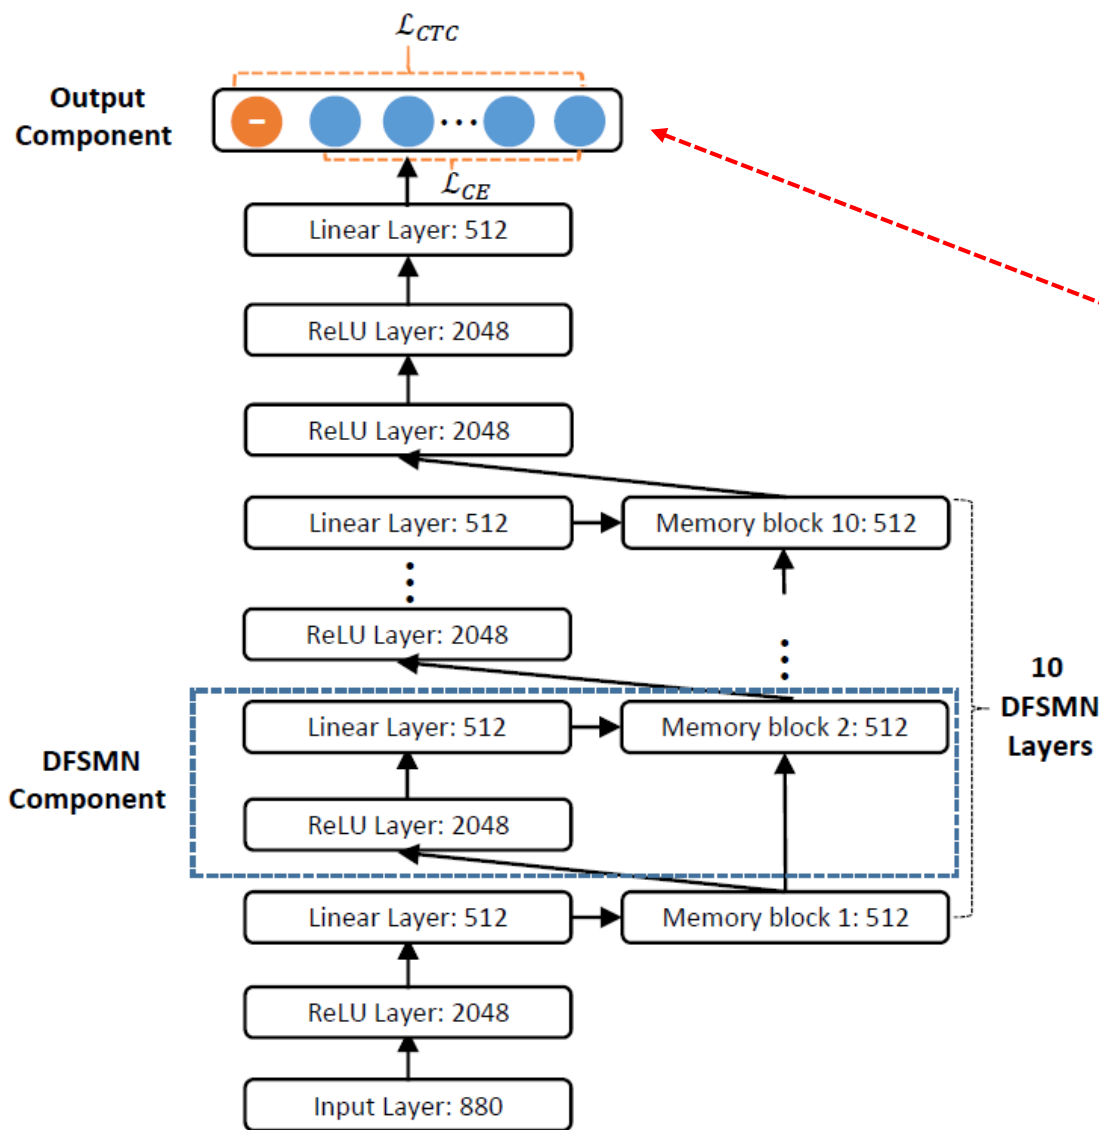 ℒCTC
Output
Component
–
...
ℒCE
Linear Layer: 512
ReLU Layer: 2048
ReLU Layer: 2048
Linear Layer: 512
Memory block 10: 512
ReLU Layer: 2048
10
DFSMN
Layers
Linear Layer: 512
Memory block 2: 512
DFSMN
Component
ReLU Layer: 2048
Linear Layer: 512
Memory block 1: 512
ReLU Layer: 2048
Input Layer: 880